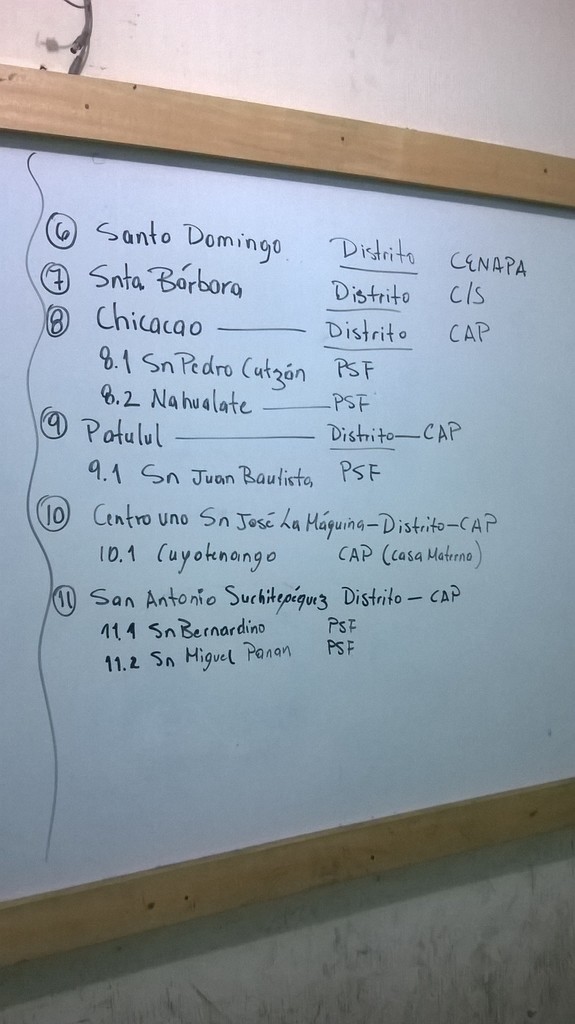 ⑥ Santo Domingo Distrito CENAPA
⑦ Snta Bárbara Distrito C/S
⑧ Chicacao —— Distrito CAP
8.1 Sn Pedro Cutzán PSF
8.2 Nahualate —— PSF
⑨ Patulul —— Distrito — CAP
9.1 Sn Juan Bautista PSF
⑩ Centro uno Sn José La Máquina - Distrito - CAP
10.1 Cuyotenango CAP (Casa Materna)
⑪ San Antonio Suchitepéquez Distrito - CAP
11.1 Sn Bernardino PSF
11.2 Sn Miguel Panan PSF